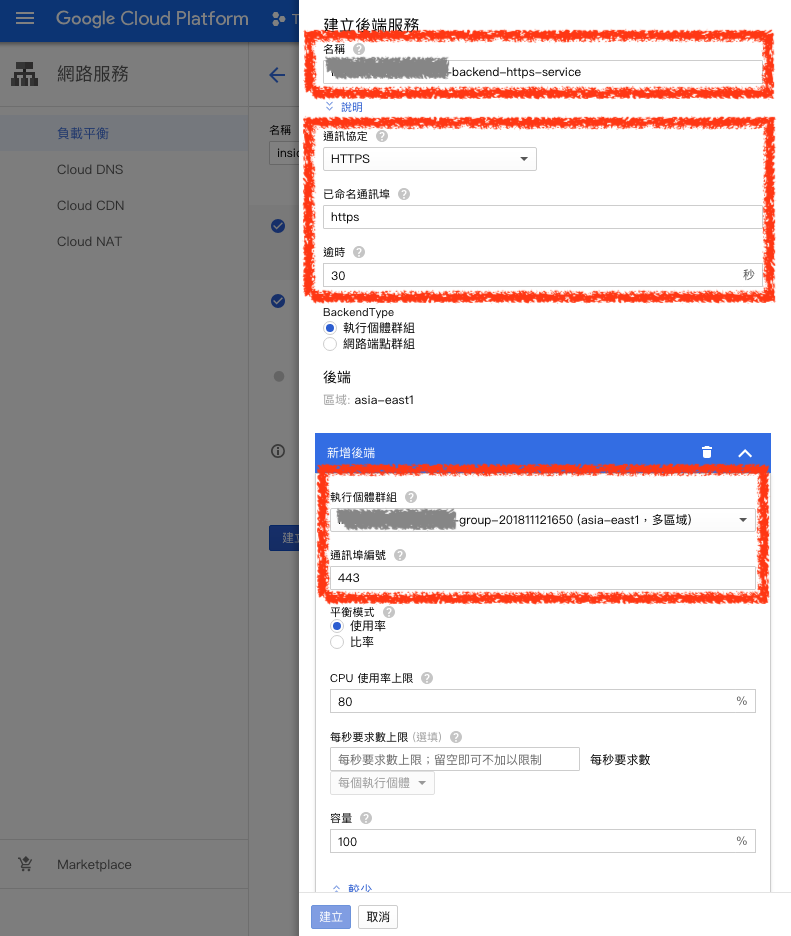 Google Cloud Platform
建立後端服務
名稱
-backend-https-service
網路服務
說明
負載平衡
Cloud DNS
Cloud CDN
Cloud NAT
名稱
通訊協定
HTTPS
已命名通訊埠
https
逾時
30 秒
BackendType
執行個體群組
網路端點群組
後端
區域: asia-east1
新增後端
執行個體群組
-group-201811121650 (asia-east1，多區域)
通訊埠編號
443
平衡模式
使用率
比率
CPU 使用率上限
80 %
每秒要求數上限 (選填)
每秒要求數上限；留空即可不加以限制 每秒要求數
每個執行個體
容量
100 %
較少
Marketplace
建立 取消